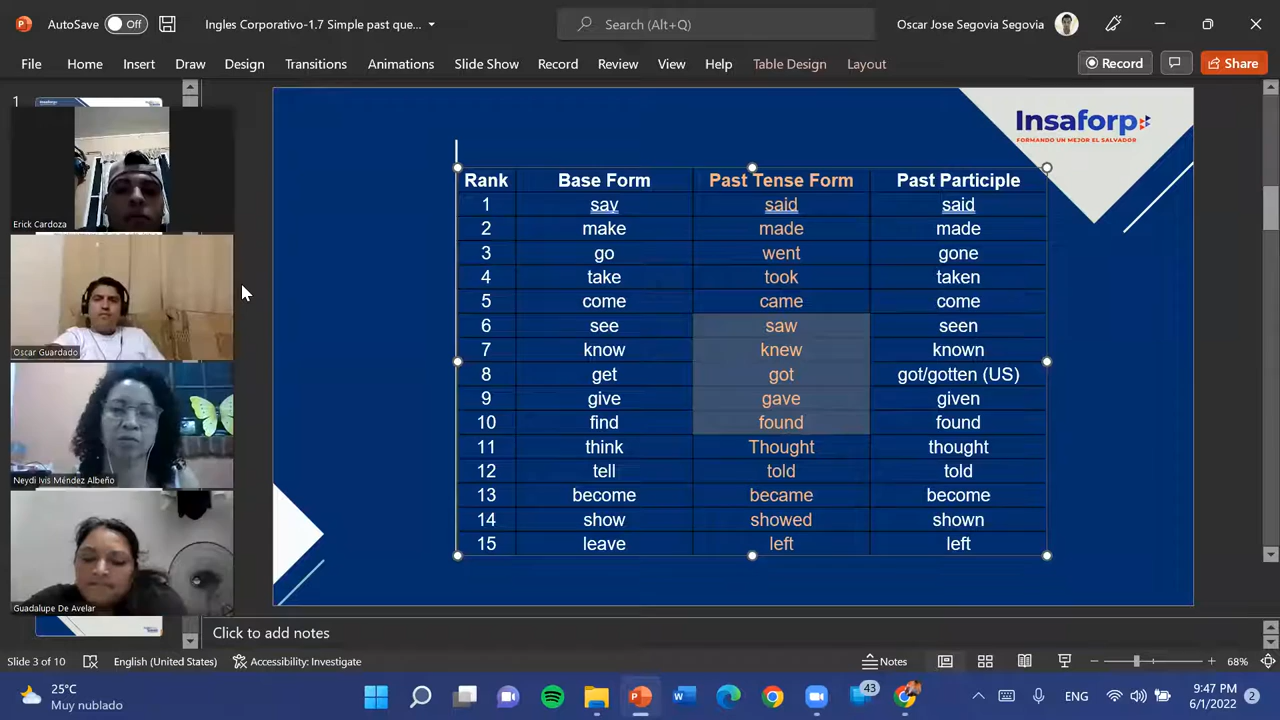 AutoSave Off Ingles Corporativo-1.7 Simple past que... Search (Alt+Q) Oscar Jose Segovia Segovia
File Home Insert Draw Design Transitions Animations Slide Show Record Review View Help Table Design Layout Record Share
1
Erick Cardoza
Oscar Guardado
Neydi Ivis Méndez Albeño
Guadalupe De Avelar
Insaforp
FORMANDO UN MEJOR EL SALVADOR
Rank Base Form Past Tense Form Past Participle
1 say said said
2 make made made
3 go went gone
4 take took taken
5 come came come
6 see saw seen
7 know knew known
8 get got got/gotten (US)
9 give gave given
10 find found found
11 think Thought thought
12 tell told told
13 become became become
14 show showed shown
15 leave left left
Click to add notes
Slide 3 of 10 English (United States) Accessibility: Investigate Notes 68%
25°C
Muy nublado
43
ENG
9:47 PM
6/1/2022
2